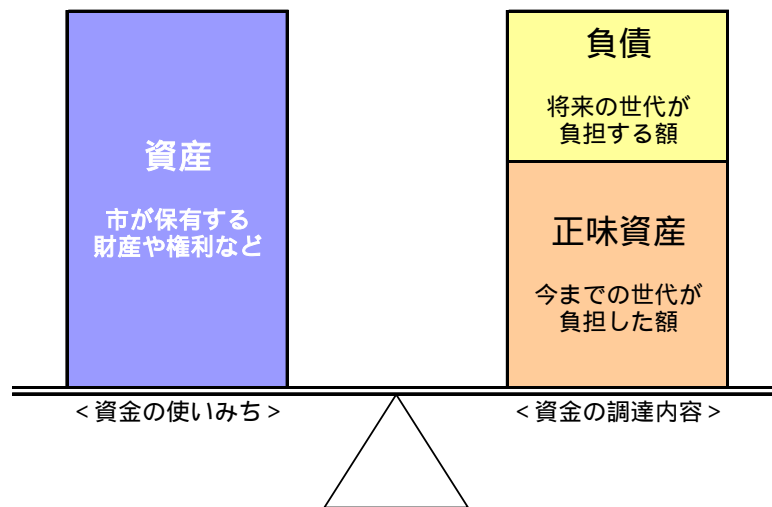 資産
市が保有する
財産や権利など
負債
将来の世代が
負担する額
正味資産
今までの世代が
負担した額
<資金の使いみち>
<資金の調達内容>